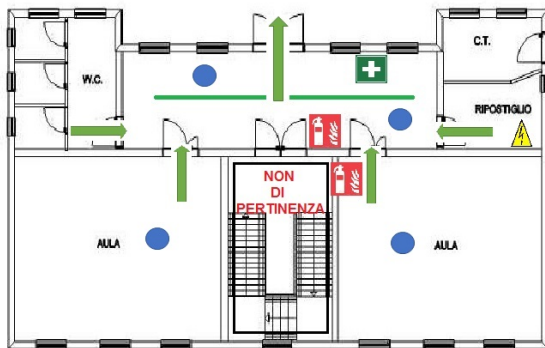 C.T.
W.C.
RIPOSTIGLIO
NON
DI
PERTINENZA
AULA
AULA